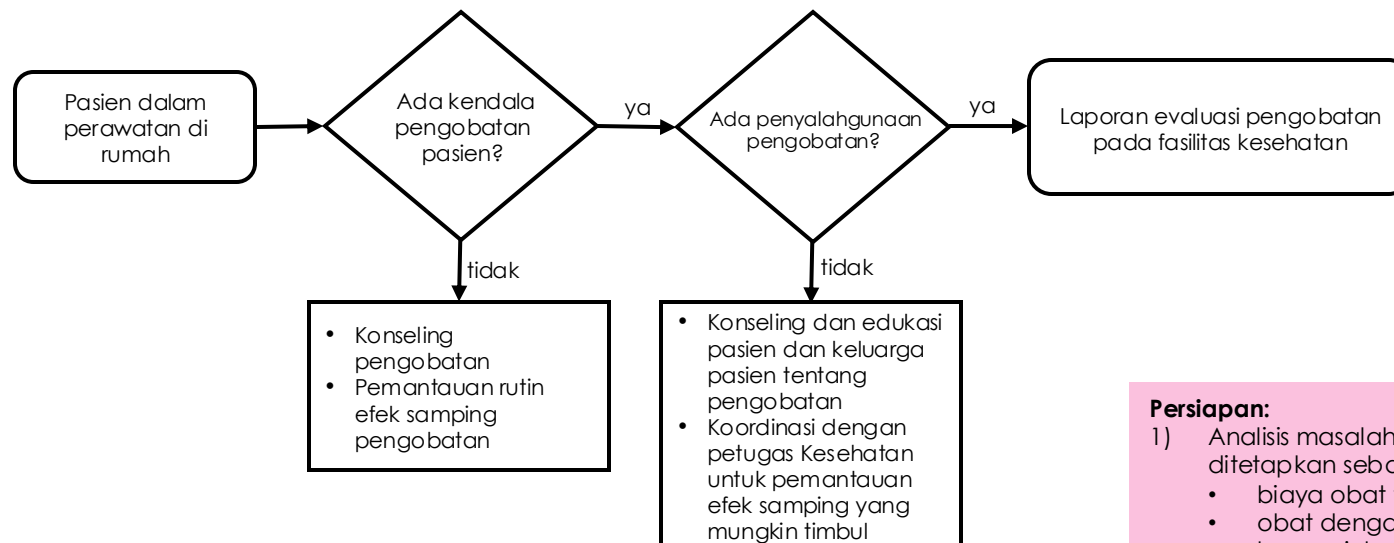 Pasien dalam
perawatan di
rumah
Ada kendala
pengobatan
pasien?
ya
Ada penyalahgunaan
pengobatan?
ya
Laporan evaluasi pengobatan
pada fasilitas kesehatan
tidak
tidak
• Konseling
pengobatan
• Pemantauan rutin
efek samping
pengobatan
• Konseling dan edukasi
pasien dan keluarga
pasien tentang
pengobatan
• Koordinasi dengan
petugas Kesehatan
untuk pemantauan
efek samping yang
mungkin timbul
Persiapan:
1) Analisis masalah
ditetapkan
• biaya obat
• obat